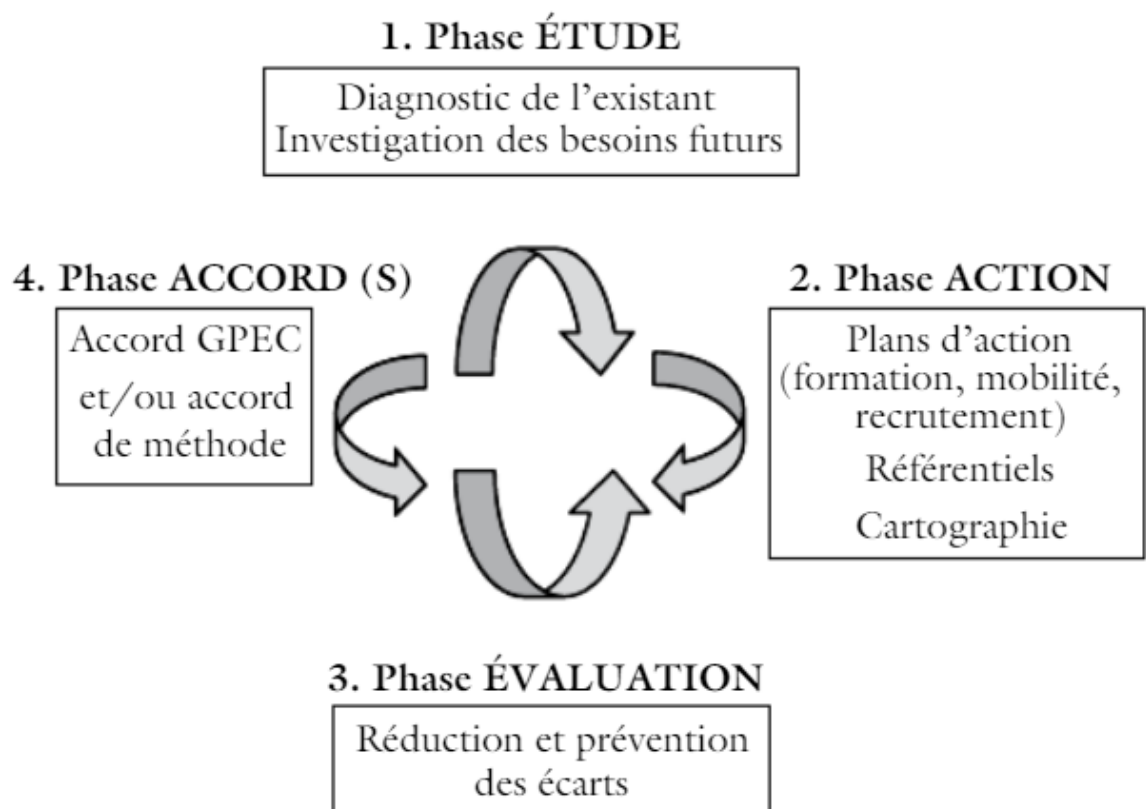 1. Phase ÉTUDE
Diagnostic de l’existant
Investigation des besoins futurs
4. Phase ACCORD (S)
Accord GPEC
et/ou accord
de méthode
2. Phase ACTION
Plans d’action
(formation, mobilité,
recrutement)
Référentiels
Cartographie
3. Phase ÉVALUATION
Réduction et prévention
des écarts